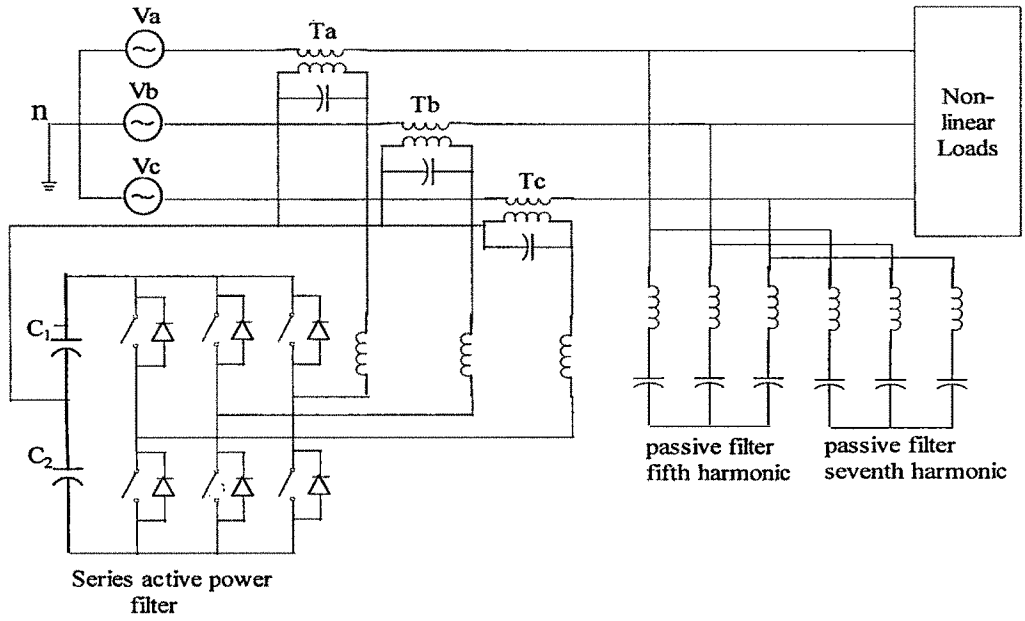 Va
Ta
Vb
Tb
n
Vc
Tc
Non-
linear
Loads
C1
C2
passive filter
fifth harmonic
passive filter
seventh harmonic
Series active power
filter